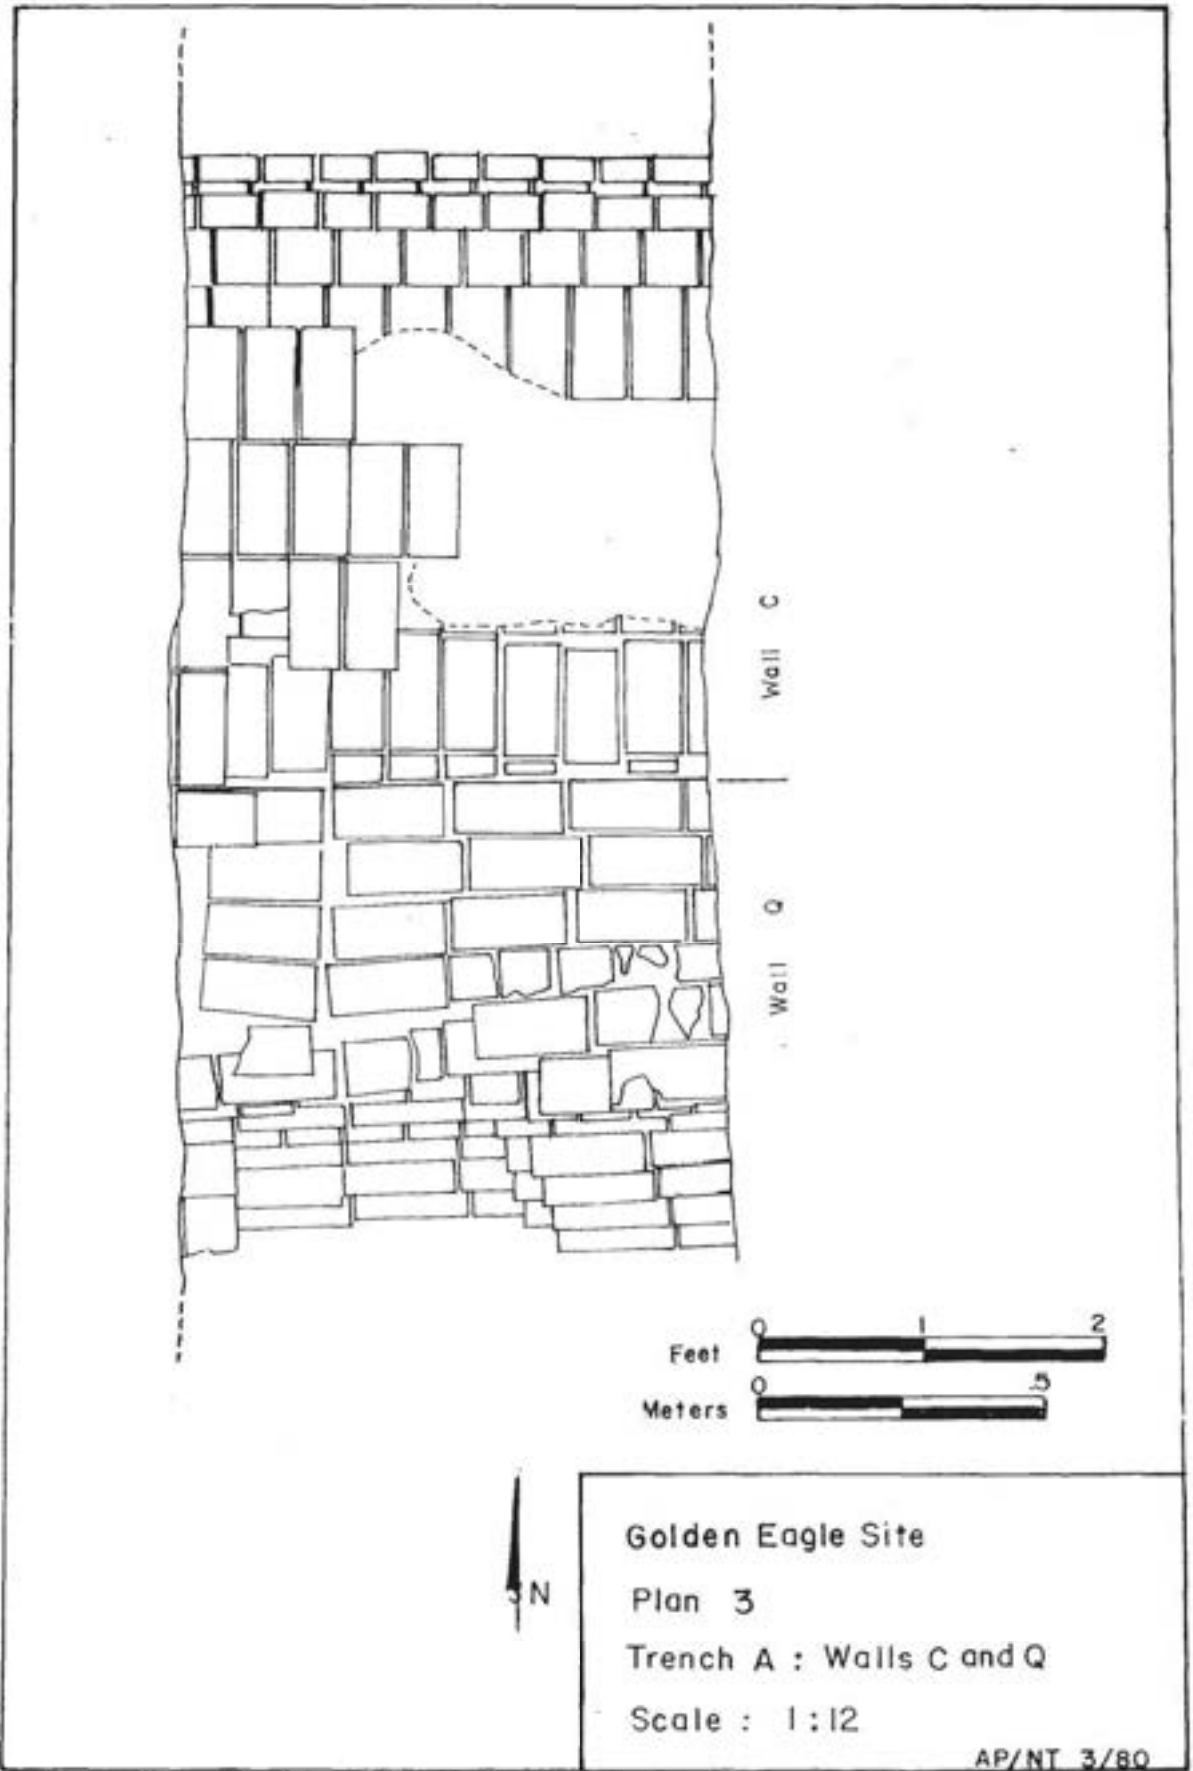 Wall C
Wall Q
0 1 2
Feet
0 .5
Meters
N
Golden Eagle Site
Plan 3
Trench A : Walls C and Q
Scale : 1:12
AP/NT 3/80